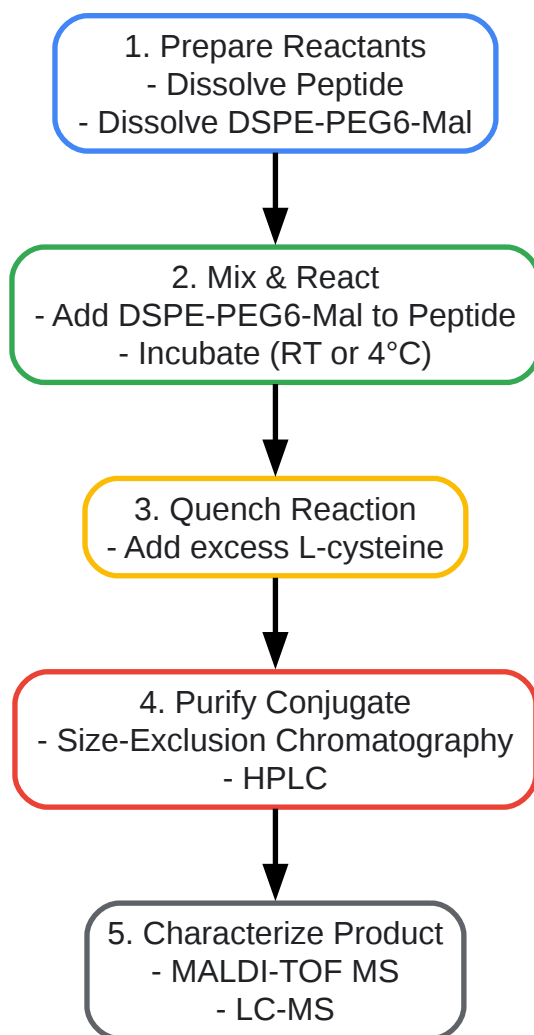 1. Prepare Reactants
- Dissolve Peptide
- Dissolve DSPE-PEG6-Mal
2. Mix & React
- Add DSPE-PEG6-Mal to Peptide
- Incubate (RT or 4°C)
3. Quench Reaction
- Add excess L-cysteine
4. Purify Conjugate
- Size-Exclusion Chromatography
- HPLC
5. Characterize Product
- MALDI-TOF MS
- LC-MS